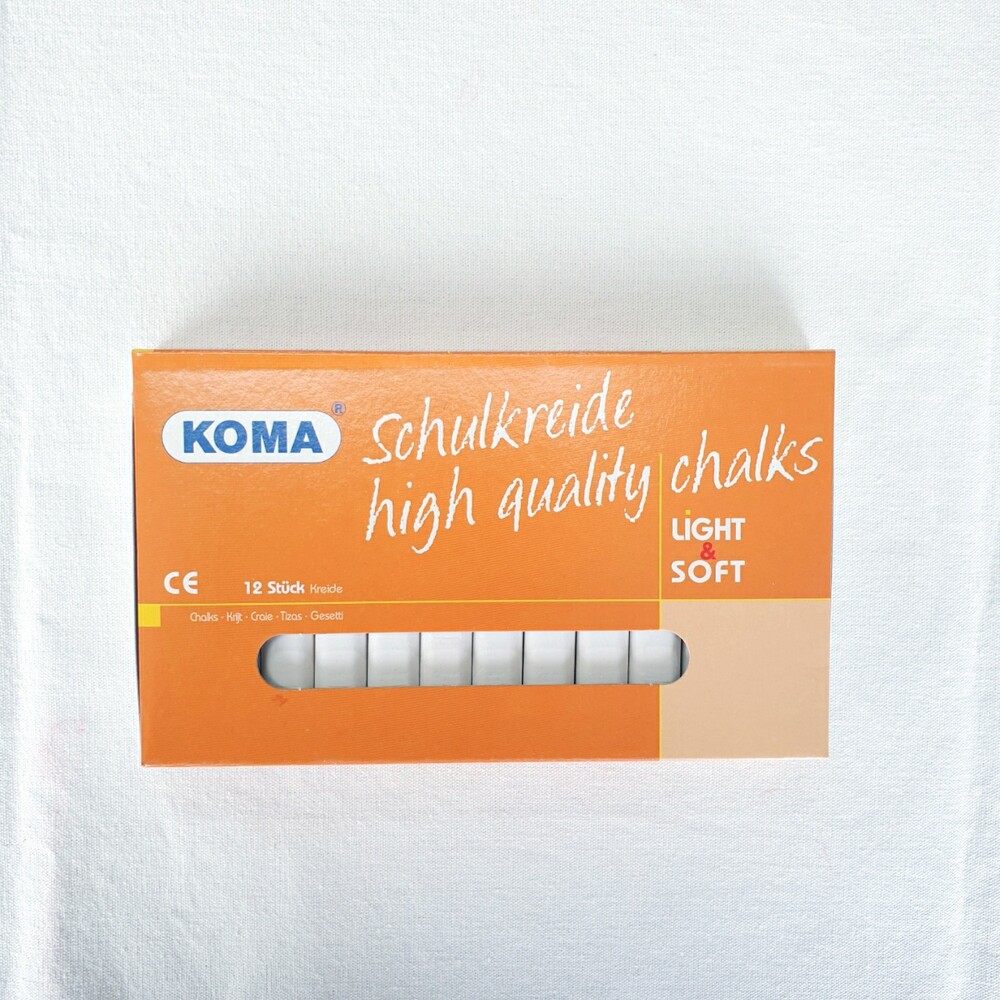 KOMA ®
Schulkreide
high quality chalks
LiGHT
&
SOFT
CE
12 Stück Kreide
Chalks - Krijt - Craie - Tizas - Gesetti